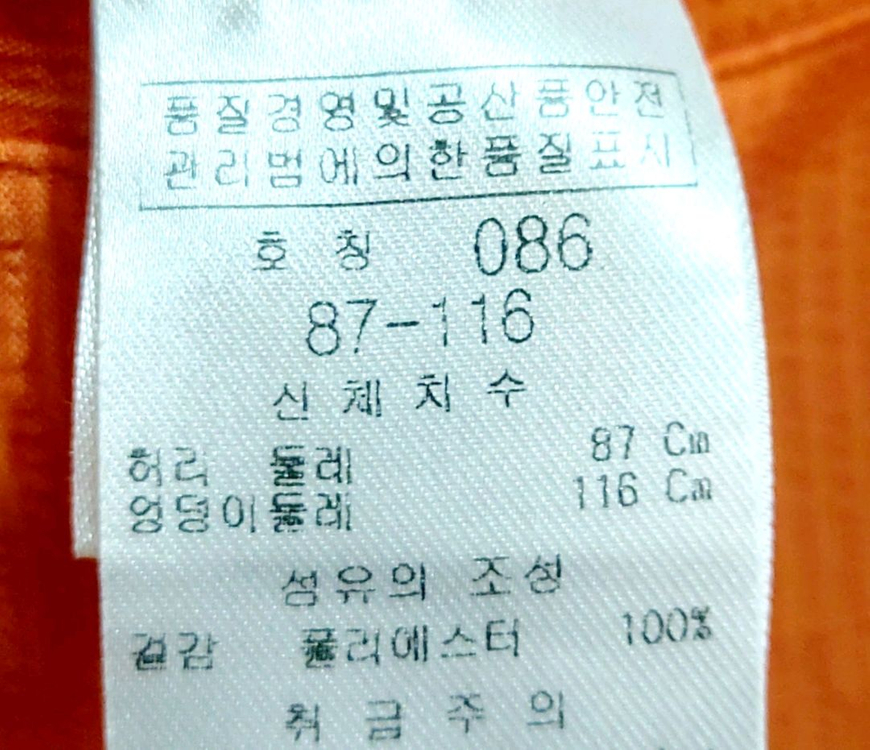 품질경영및공산품안전
관리법에의한품질표시
호 칭 086
87-116
신체치수
허리 둘레 87 Cm
엉덩이둘레 116 Cm
섬유의 조성
겉감 폴리에스터 100%
취급주의